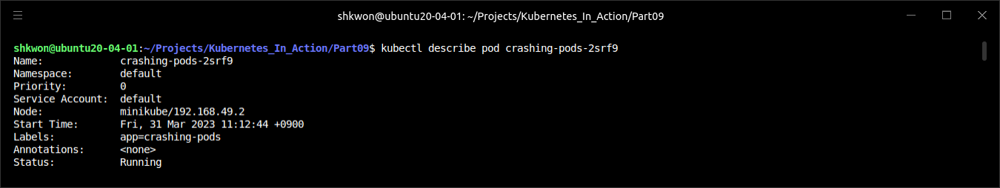 shkwon@ubuntu20-04-01: ~/Projects/Kubernetes_In_Action/Part09
shkwon@ubuntu20-04-01:~/Projects/Kubernetes_In_Action/Part09$ kubectl describe pod crashing-pods-2srf9
Name:             crashing-pods-2srf9
Namespace:        default
Priority:         0
Service Account:  default
Node:             minikube/192.168.49.2
Start Time:       Fri, 31 Mar 2023 11:12:44 +0900
Labels:           app=crashing-pods
Annotations:      <none>
Status:           Running